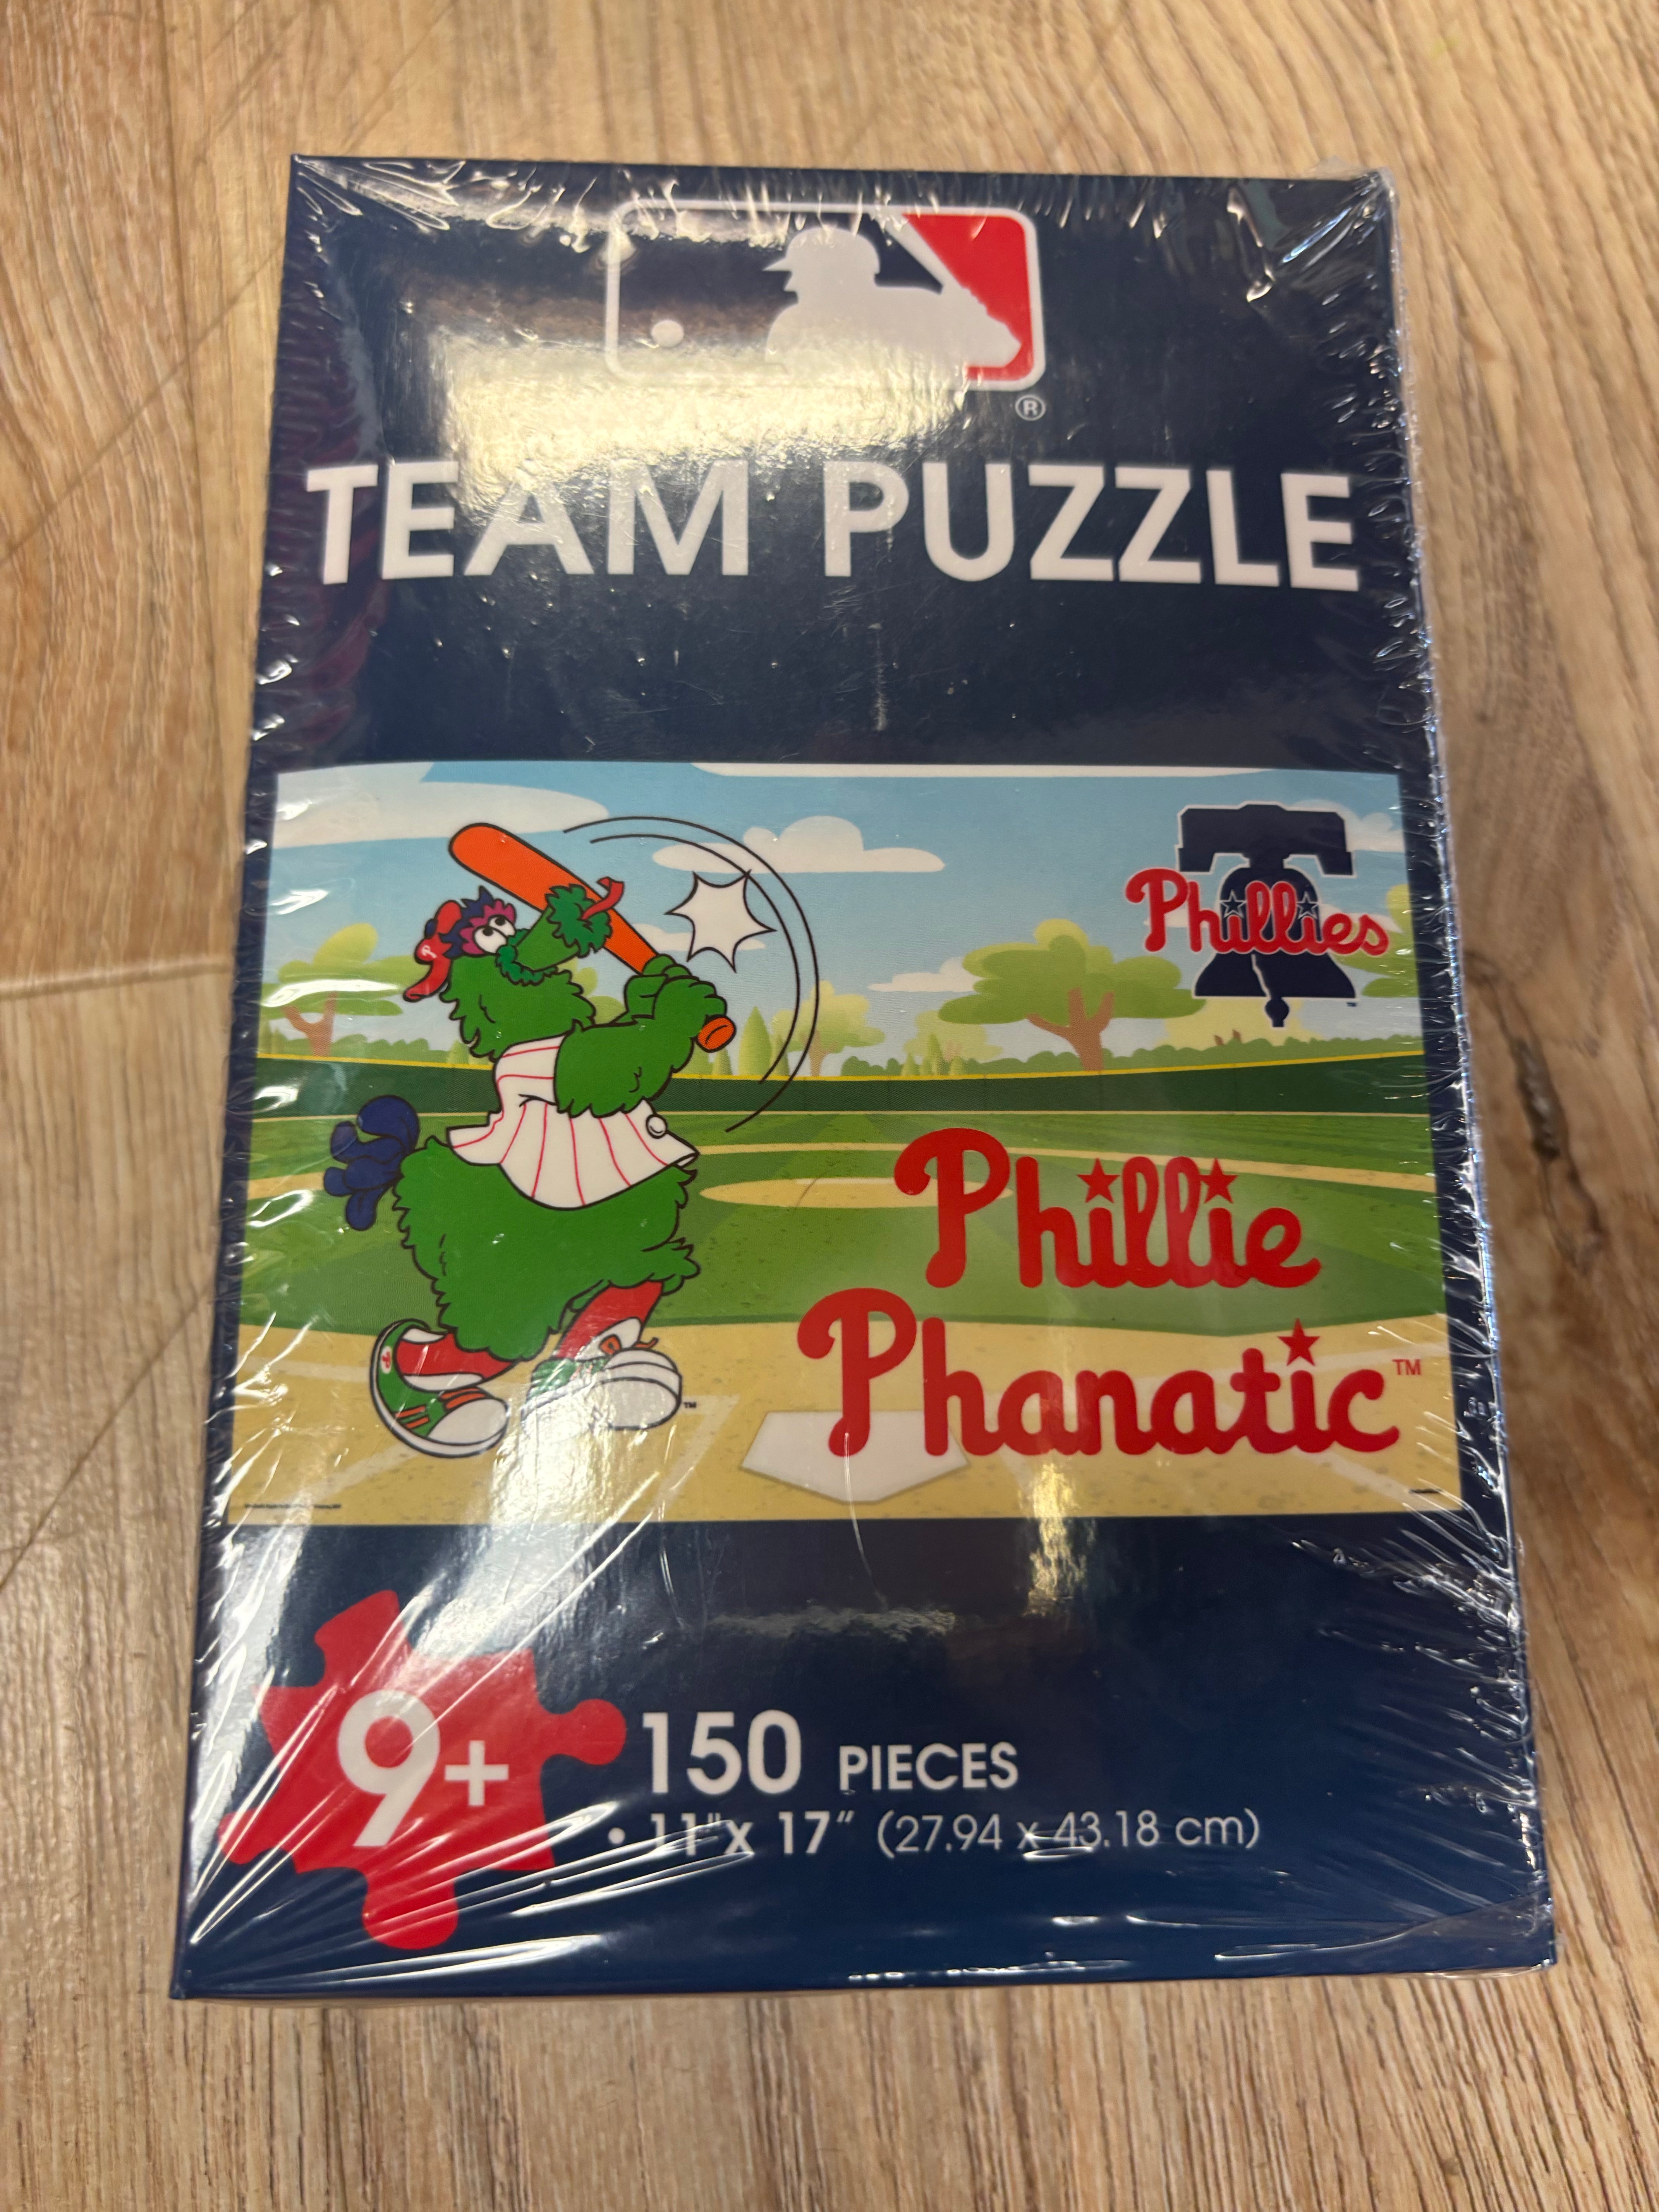 ®
TEAM PUZZLE
Phillies
Phillie
Phanatic™
9+
150 PIECES
• 11"x 17" (27.94 x 43.18 cm)